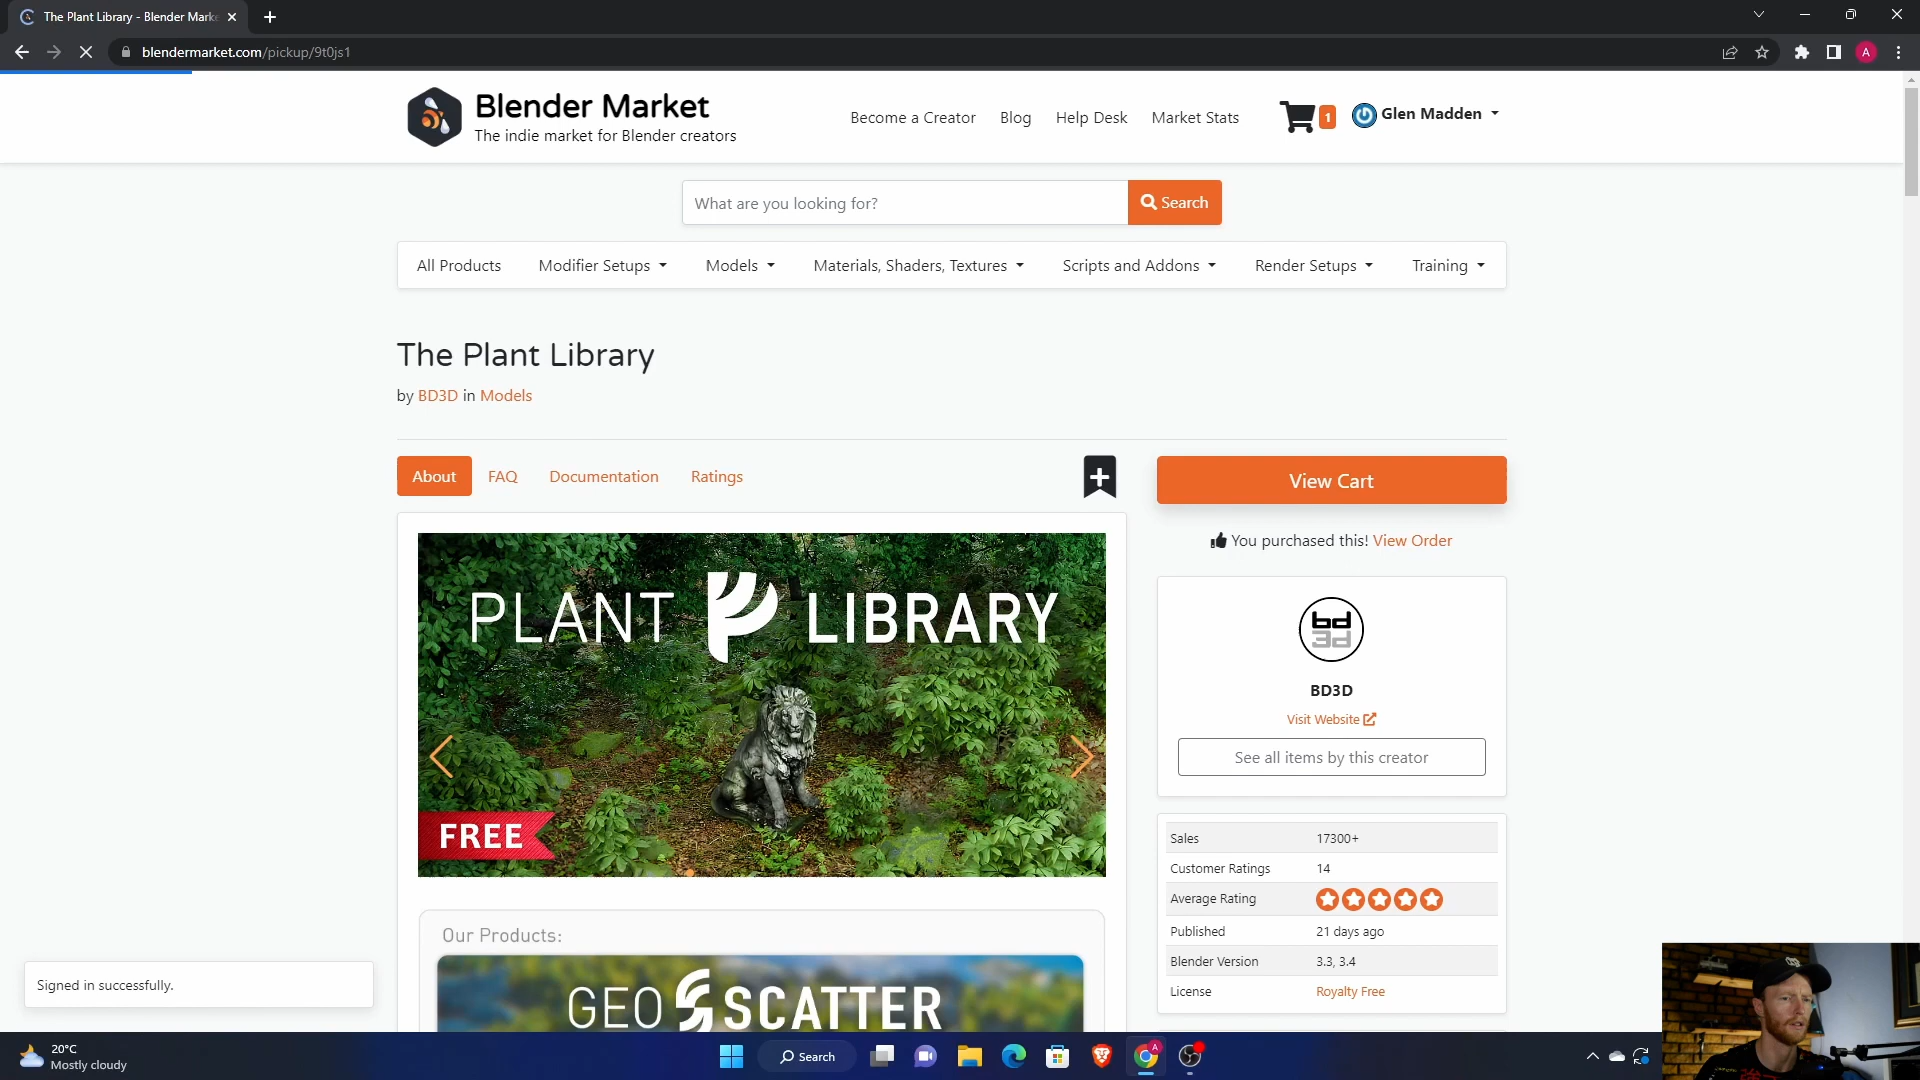 The Plant Library - Blender Marke
blendermarket.com/pickup/9t0js1
A
Blender Market
The indie market for Blender creators
Become a Creator
Blog
Help Desk
Market Stats
1
Glen Madden
What are you looking for?
Search
All Products
Modifier Setups
Models
Materials, Shaders, Textures
Scripts and Addons
Render Setups
Training
The Plant Library
by BD3D in Models
About
FAQ
Documentation
Ratings
View Cart
You purchased this! View Order
PLANT LIBRARY
FREE
bd
3d
BD3D
Visit Website
See all items by this creator
Sales 17300+
Customer Ratings 14
Average Rating
Published 21 days ago
Blender Version 3.3, 3.4
License Royalty Free
Our Products:
GEO SCATTER
Signed in successfully.
20°C
Mostly cloudy
Search
A